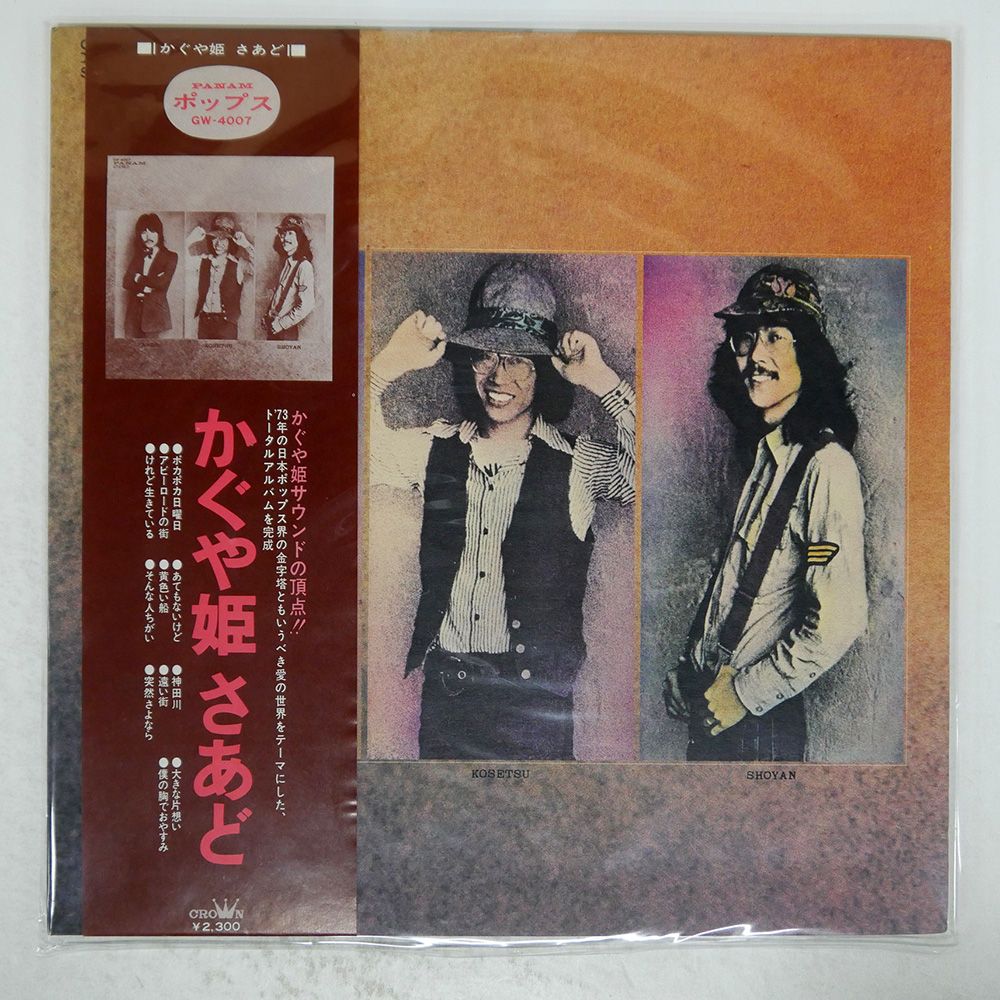 かぐや姫 さあど
PANAM
ポップス
GW-4007
PANAM
KOSETSU
SHOYAN
かぐや姫サウンドの頂点!!
'73年の日本ポップス界の金字塔ともいうべき愛の世界をテーマにした、
トータルアルバムを完成
かぐや姫 さあど
●ポカポカ日曜日
●アビーロードの街
●けれど生きている
●あてもないけど
●黄色い船
●そんな人ちがい
●神田川
●遠い街
●突然さよなら
●大きな片想い
●僕の胸でおやすみ
CROWN
¥2,300
KOSETSU
SHOYAN